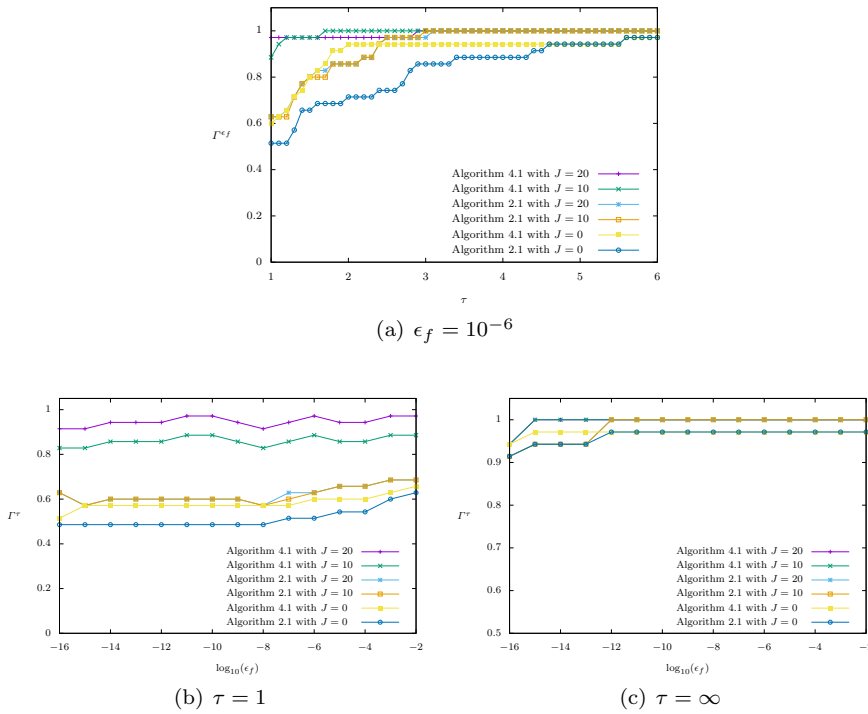 1
0.8
0.6
0.4
0.2
0
Γ^{ϵ_f}
Algorithm 4.1 with J = 20
Algorithm 4.1 with J = 10
Algorithm 2.1 with J = 20
Algorithm 2.1 with J = 10
Algorithm 4.1 with J = 0
Algorithm 2.1 with J = 0
1 2 3 4 5 6
τ
(a) ϵ_f = 10^{−6}
1
0.8
0.6
0.4
0.2
0
Γ^τ
Algorithm 4.1 with J = 20
Algorithm 4.1 with J = 10
Algorithm 2.1 with J = 20
Algorithm 2.1 with J = 10
Algorithm 4.1 with J = 0
Algorithm 2.1 with J = 0
−16 −14 −12 −10 −8 −6 −4 −2
log_{10}(ϵ_f)
(b) τ = 1
1
0.9
0.8
0.7
0.6
0.5
Γ^τ
Algorithm 4.1 with J = 20
Algorithm 4.1 with J = 10
Algorithm 2.1 with J = 20
Algorithm 2.1 with J = 10
Algorithm 4.1 with J = 0
Algorithm 2.1 with J = 0
−16 −14 −12 −10 −8 −6 −4 −2
log_{10}(ϵ_f)
(c) τ = ∞